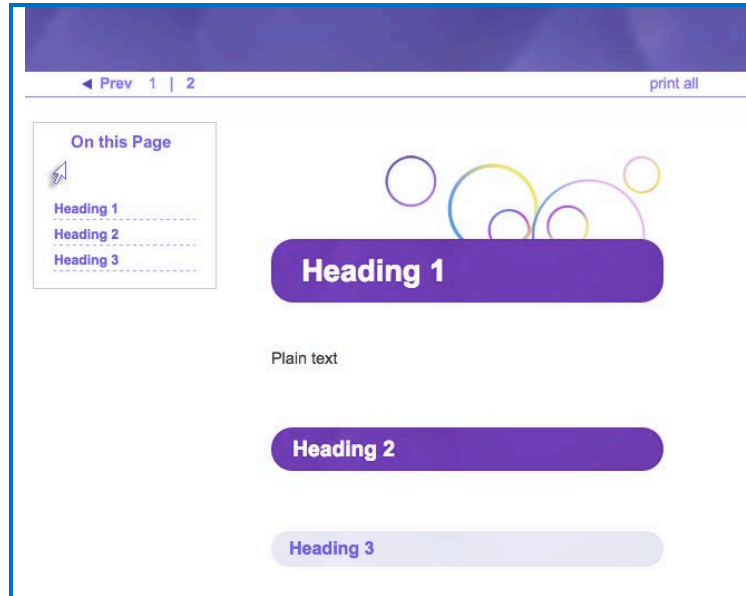 ◄ Prev 1 | 2
print all
On this Page
Heading 1
Heading 2
Heading 3
Heading 1
Plain text
Heading 2
Heading 3